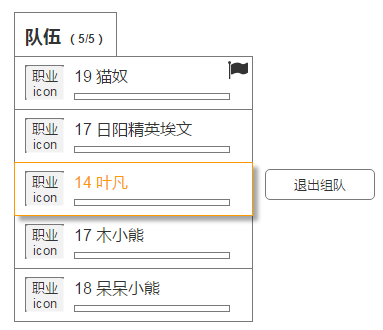 队伍（5/5）
职业 icon
19 猫奴
职业 icon
17 日阳精英埃文
职业 icon
14 叶凡
退出组队
职业 icon
17 木小熊
职业 icon
18 呆呆小熊